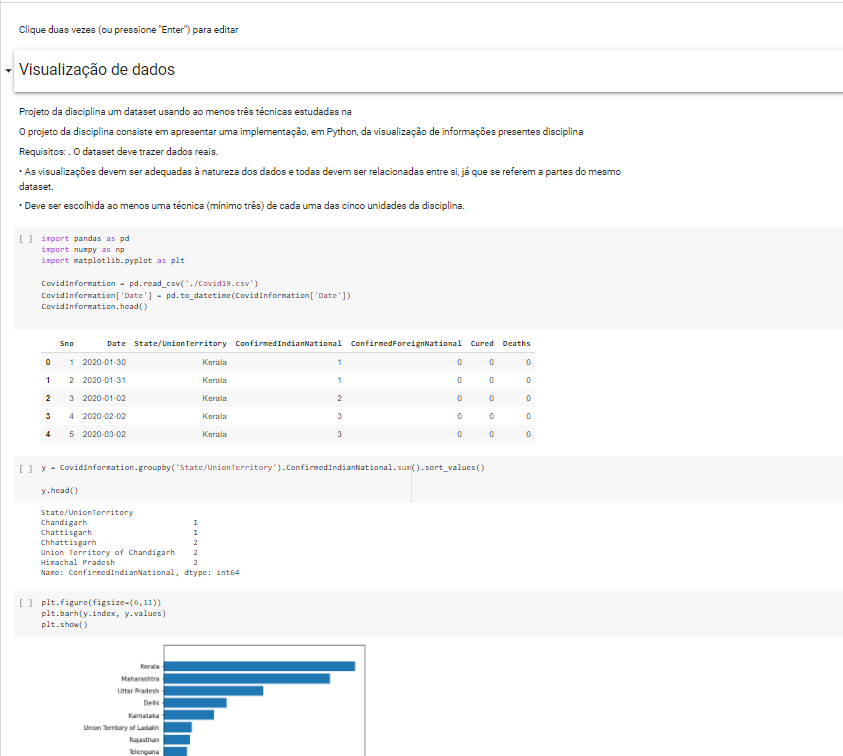 Clique duas vezes (ou pressione "Enter") para editar
Visualização de dados
Projeto da disciplina um dataset usando ao menos três técnicas estudadas na
O projeto da disciplina consiste em apresentar uma implementação, em Python, da visualização de informações presentes disciplina
Requisitos: . O dataset deve trazer dados reais.
• As visualizações devem ser adequadas à natureza dos dados e todas devem ser relacionadas entre si, já que se referem a partes do mesmo
dataset.
• Deve ser escolhida ao menos uma técnica (mínimo três) de cada uma das cinco unidades da disciplina.
[ ] import pandas as pd
import numpy as np
import matplotlib.pyplot as plt
CovidInformation = pd.read_csv('./Covid19.csv')
CovidInformation['Date'] = pd.to_datetime(CovidInformation['Date'])
CovidInformation.head()
Sno Date State/UnionTerritory ConfirmedIndianNational ConfirmedForeignNational Cured Deaths
0 1 2020-01-30 Kerala 1 0 0 0
1 2 2020-01-31 Kerala 1 0 0 0
2 3 2020-01-02 Kerala 2 0 0 0
3 4 2020-02-02 Kerala 3 0 0 0
4 5 2020-03-02 Kerala 3 0 0 0
[ ] y = CovidInformation.groupby('State/UnionTerritory').ConfirmedIndianNational.sum().sort_values()
y.head()
State/UnionTerritory
Chandigarh 1
Chattisgarh 1
Chhattisgarh 2
Union Territory of Chandigarh 2
Himachal Pradesh 2
Name: ConfirmedIndianNational, dtype: int64
[ ] plt.figure(figsize=(6,11))
plt.barh(y.index, y.values)
plt.show()
Kerala
Maharashtra
Uttar Pradesh
Delhi
Karnataka
Union Territory of Ladakh
Rajasthan
Telengana